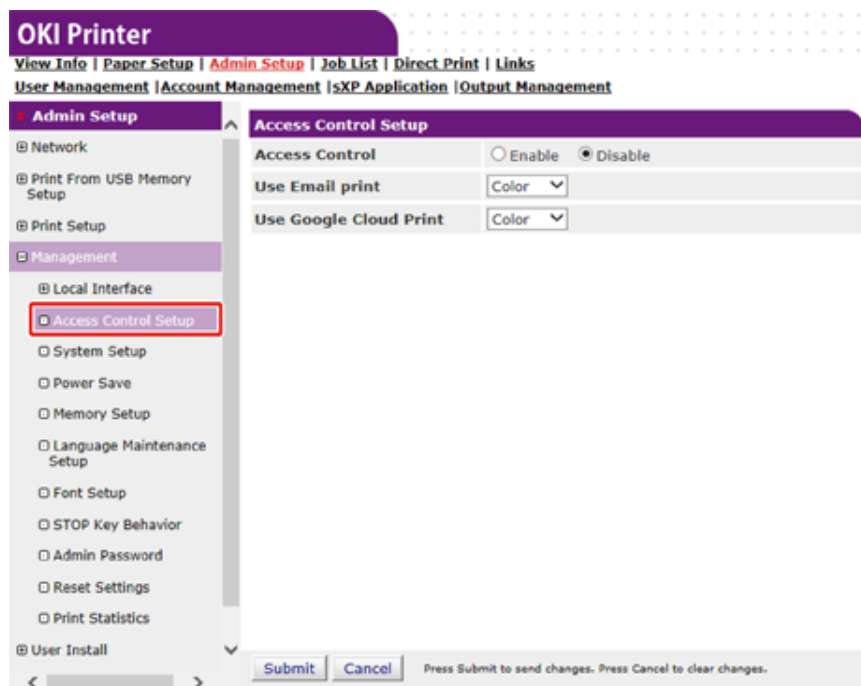 OKI Printer
View Info | Paper Setup | Admin Setup | Job List | Direct Print | Links
User Management |Account Management |sXP Application |Output Management
Admin Setup
Network
Print From USB Memory
Setup
Print Setup
Management
Local Interface
Access Control Setup
System Setup
Power Save
Memory Setup
Language Maintenance
Setup
Font Setup
STOP Key Behavior
Admin Password
Reset Settings
Print Statistics
User Install
Access Control Setup
Access Control Enable Disable
Use Email print Color
Use Google Cloud Print Color
Submit Cancel Press Submit to send changes. Press Cancel to clear changes.